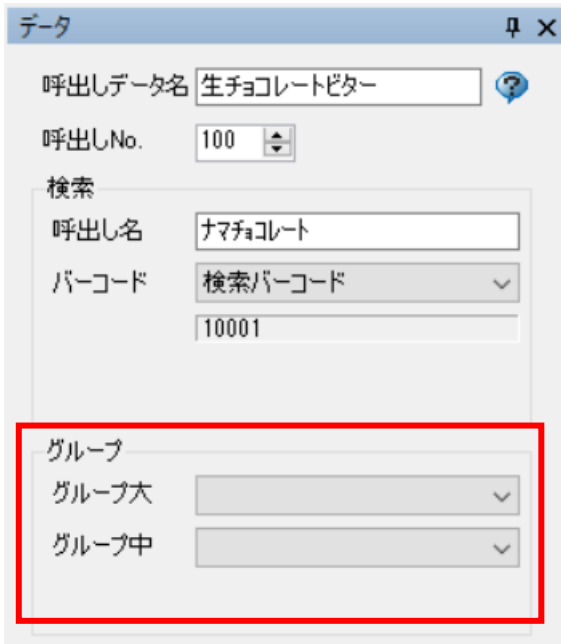 データ
呼出しデータ名 生チョコレートビター
呼出しNo. 100
検索
呼出し名 ﾅﾏﾁｮｺﾚｰﾄ
バーコード 検索バーコード
10001
グループ
グループ大
グループ中